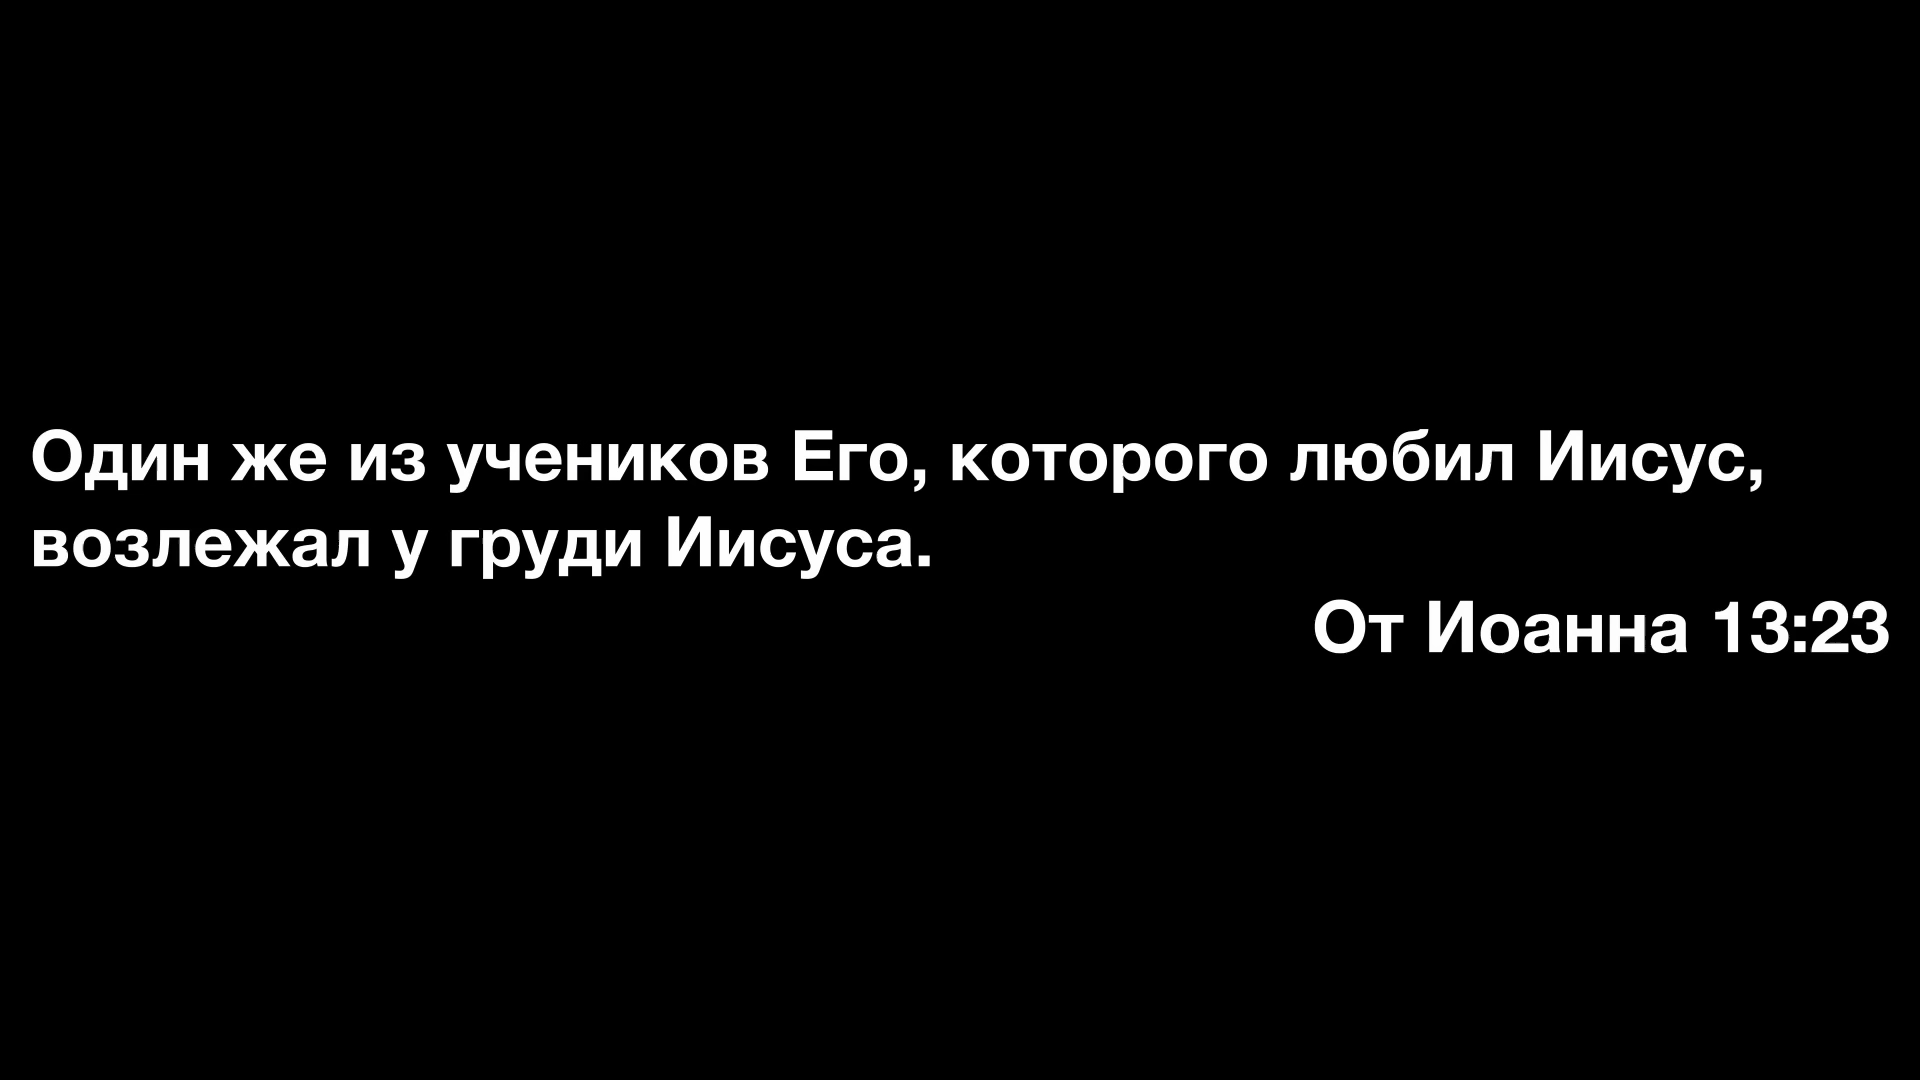 Один же из учеников Его, которого любил Иисус,
возлежал у груди Иисуса.
От Иоанна 13:23